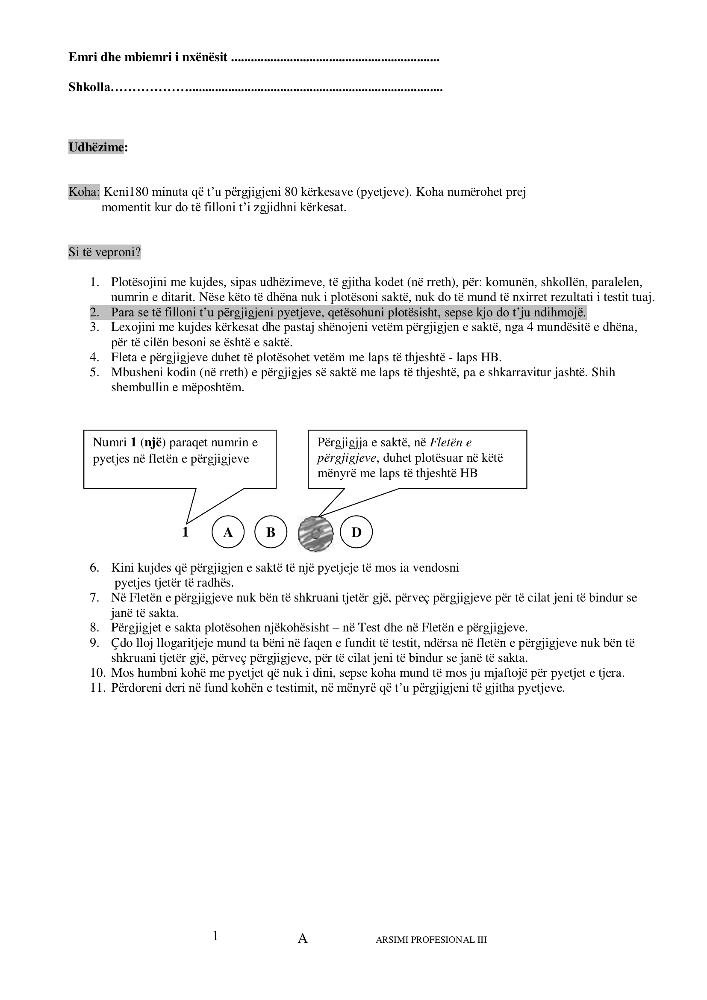 Emri dhe mbiemri i nxënësit ................................................................
Shkolla………………..............................................................................
Udhëzime:
Koha: Keni180 minuta që t’u përgjigjeni 80 kërkesave (pyetjeve). Koha numërohet prej
momentit kur do të filloni t’i zgjidhni kërkesat.
Si të veproni?
1. Plotësojini me kujdes, sipas udhëzimeve, të gjitha kodet (në rreth), për: komunën, shkollën, paralelen,
numrin e ditarit. Nëse këto të dhëna nuk i plotësoni saktë, nuk do të mund të nxirret rezultati i testit tuaj.
2. Para se të filloni t’u përgjigjeni pyetjeve, qetësohuni plotësisht, sepse kjo do t’ju ndihmojë.
3. Lexojini me kujdes kërkesat dhe pastaj shënojeni vetëm përgjigjen e saktë, nga 4 mundësitë e dhëna,
për të cilën besoni se është e saktë.
4. Fleta e përgjigjeve duhet të plotësohet vetëm me laps të thjeshtë - laps HB.
5. Mbusheni kodin (në rreth) e përgjigjes së saktë me laps të thjeshtë, pa e shkarravitur jashtë. Shih
shembullin e mëposhtëm.
Numri 1 (një) paraqet numrin e
pyetjes në fletën e përgjigjeve
Përgjigjja e saktë, në Fletën e
përgjigjeve, duhet plotësuar në këtë
mënyrë me laps të thjeshtë HB
1 A B C D
6. Kini kujdes që përgjigjen e saktë të një pyetjeje të mos ia vendosni
pyetjes tjetër të radhës.
7. Në Fletën e përgjigjeve nuk bën të shkruani tjetër gjë, përveç përgjigjeve për të cilat jeni të bindur se
janë të sakta.
8. Përgjigjet e sakta plotësohen njëkohësisht – në Test dhe në Fletën e përgjigjeve.
9. Çdo lloj llogaritjeje mund ta bëni në faqen e fundit të testit, ndërsa në fletën e përgjigjeve nuk bën të
shkruani tjetër gjë, përveç përgjigjeve, për të cilat jeni të bindur se janë të sakta.
10. Mos humbni kohë me pyetjet që nuk i dini, sepse koha mund të mos ju mjaftojë për pyetjet e tjera.
11. Përdoreni deri në fund kohën e testimit, në mënyrë që t’u përgjigjeni të gjitha pyetjeve.
1 A ARSIMI PROFESIONAL III